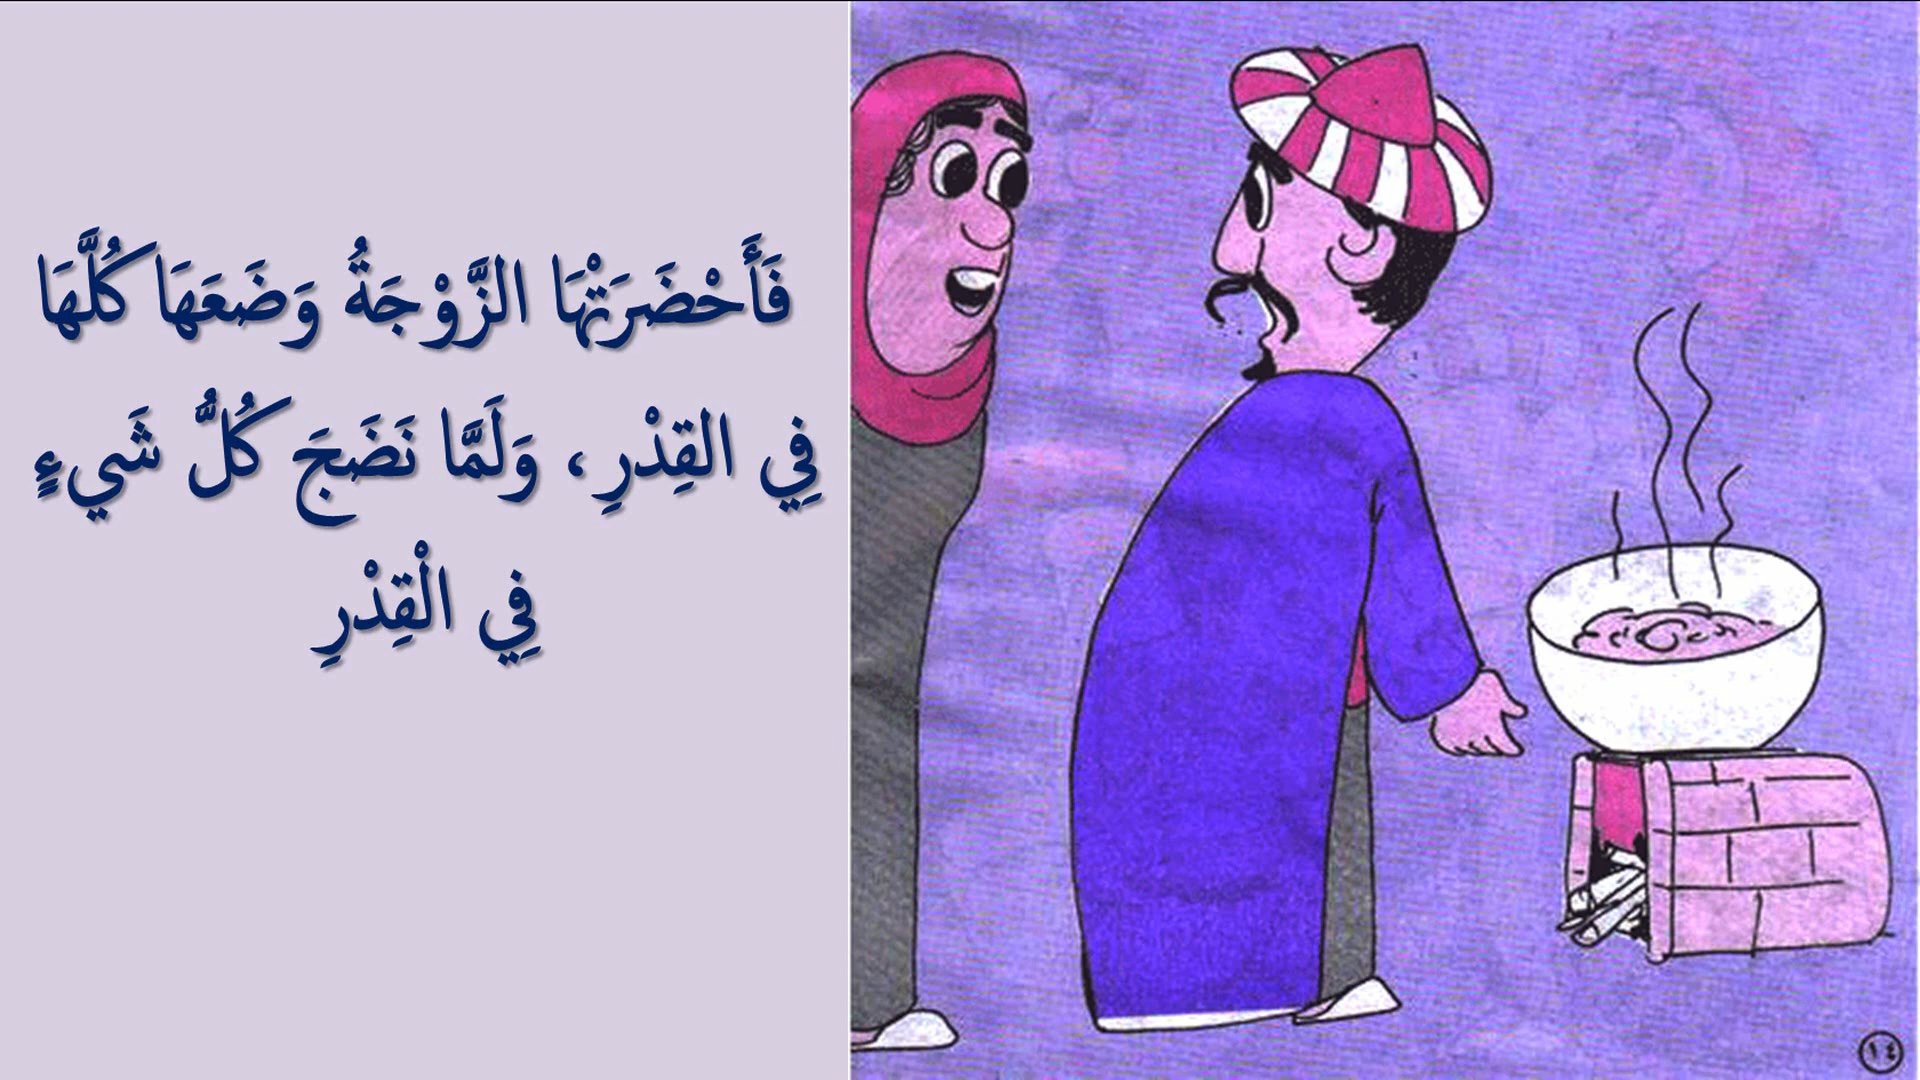 فَأَحْضَرَتْهَا الزَّوْجَةُ وَضَعَهَا كُلَّهَا
فِي القِدْرِ، وَلَمَّا نَضَجَ كُلُّ شَيءٍ
فِي الْقِدْرِ
١٤